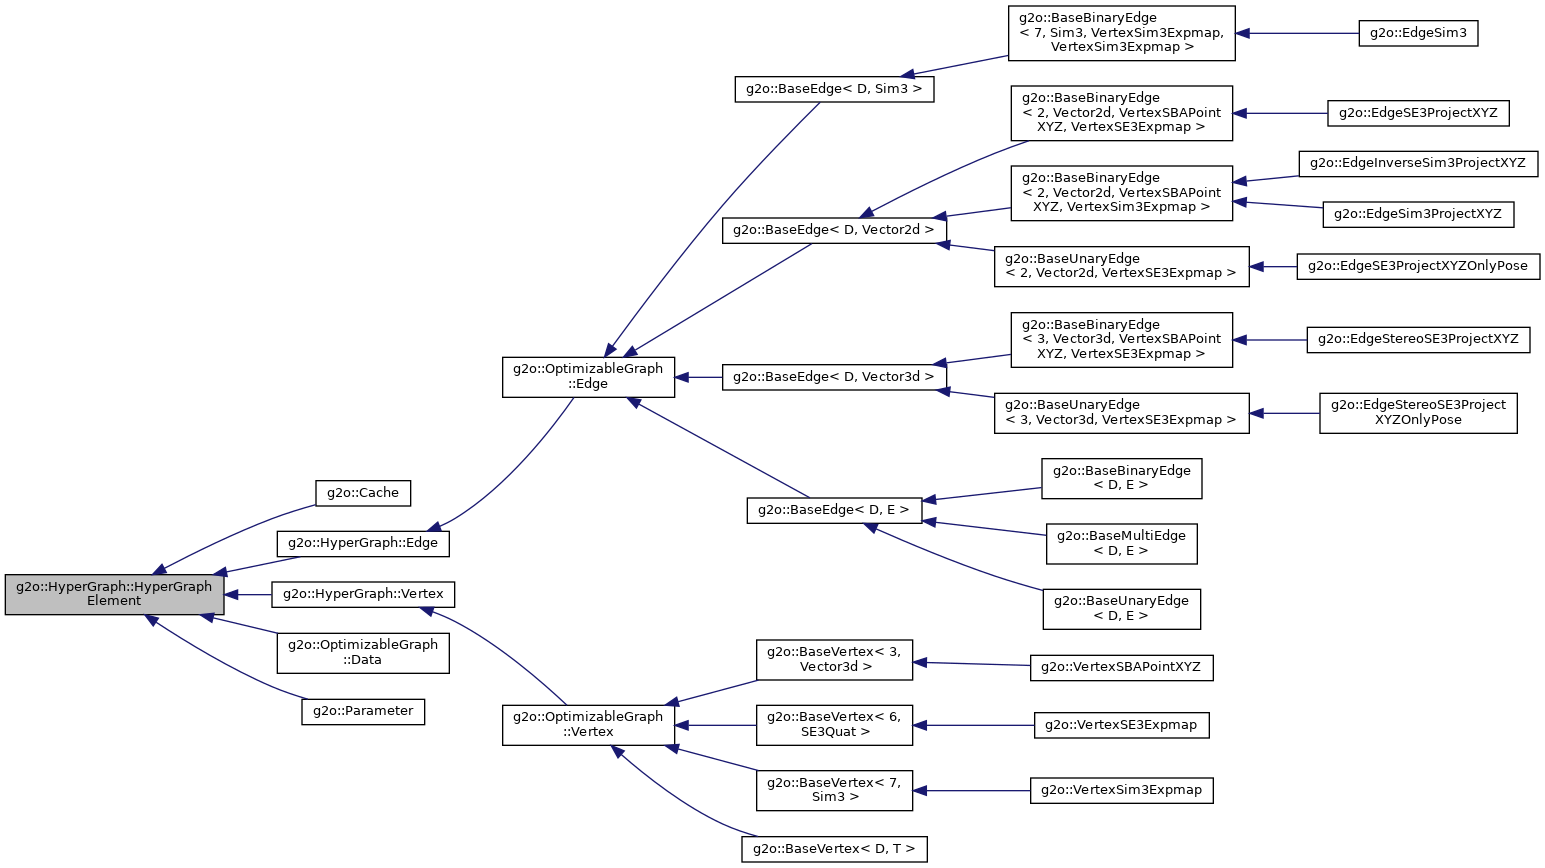 g2o::BaseBinaryEdge
< 7, Sim3, VertexSim3Expmap,
VertexSim3Expmap >
g2o::EdgeSim3
g2o::BaseEdge< D, Sim3 >
g2o::BaseBinaryEdge
< 2, Vector2d, VertexSBAPoint
XYZ, VertexSE3Expmap >
g2o::EdgeSE3ProjectXYZ
g2o::BaseBinaryEdge
< 2, Vector2d, VertexSBAPoint
XYZ, VertexSim3Expmap >
g2o::EdgeInverseSim3ProjectXYZ
g2o::EdgeSim3ProjectXYZ
g2o::BaseEdge< D, Vector2d >
g2o::BaseUnaryEdge
< 2, Vector2d, VertexSE3Expmap >
g2o::EdgeSE3ProjectXYZOnlyPose
g2o::BaseBinaryEdge
< 3, Vector3d, VertexSBAPoint
XYZ, VertexSE3Expmap >
g2o::EdgeStereoSE3ProjectXYZ
g2o::OptimizableGraph
::Edge
g2o::BaseEdge< D, Vector3d >
g2o::BaseUnaryEdge
< 3, Vector3d, VertexSE3Expmap >
g2o::EdgeStereoSE3Project
XYZOnlyPose
g2o::BaseBinaryEdge
< D, E >
g2o::Cache
g2o::BaseEdge< D, E >
g2o::HyperGraph::Edge
g2o::BaseMultiEdge
< D, E >
g2o::HyperGraph::HyperGraph
Element
g2o::HyperGraph::Vertex
g2o::BaseUnaryEdge
< D, E >
g2o::OptimizableGraph
::Data
g2o::BaseVertex< 3,
Vector3d >
g2o::VertexSBAPointXYZ
g2o::Parameter
g2o::OptimizableGraph
::Vertex
g2o::BaseVertex< 6,
SE3Quat >
g2o::VertexSE3Expmap
g2o::BaseVertex< 7,
Sim3 >
g2o::VertexSim3Expmap
g2o::BaseVertex< D, T >